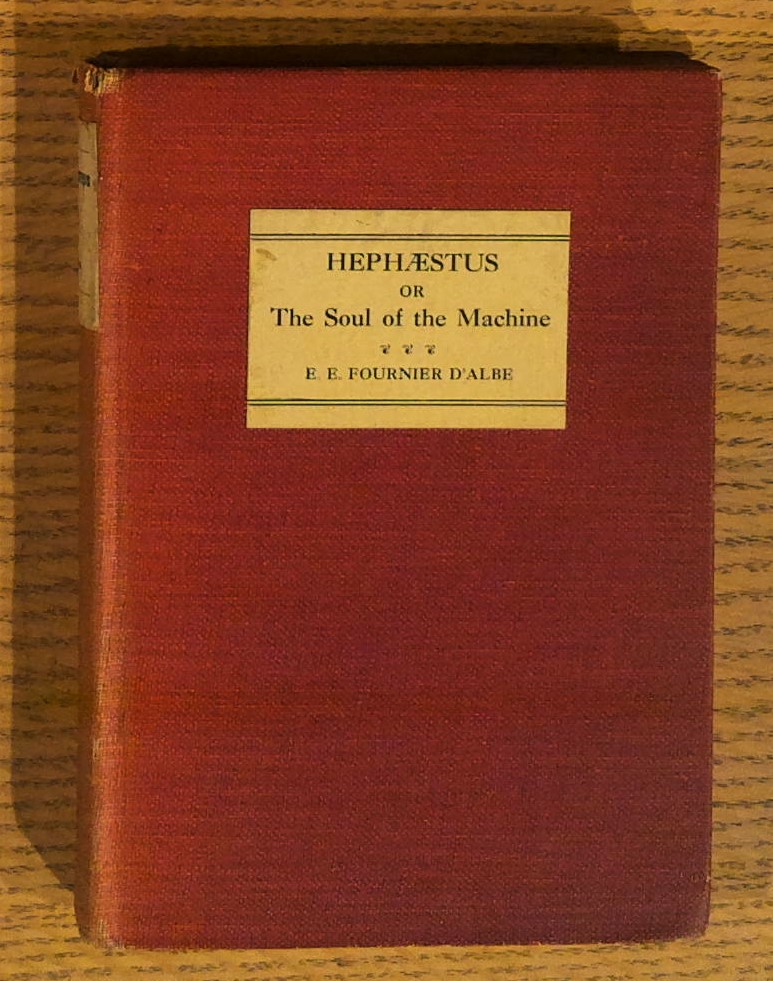 HEPHÆSTUS
OR
The Soul of the Machine
E. E. FOURNIER D'ALBE